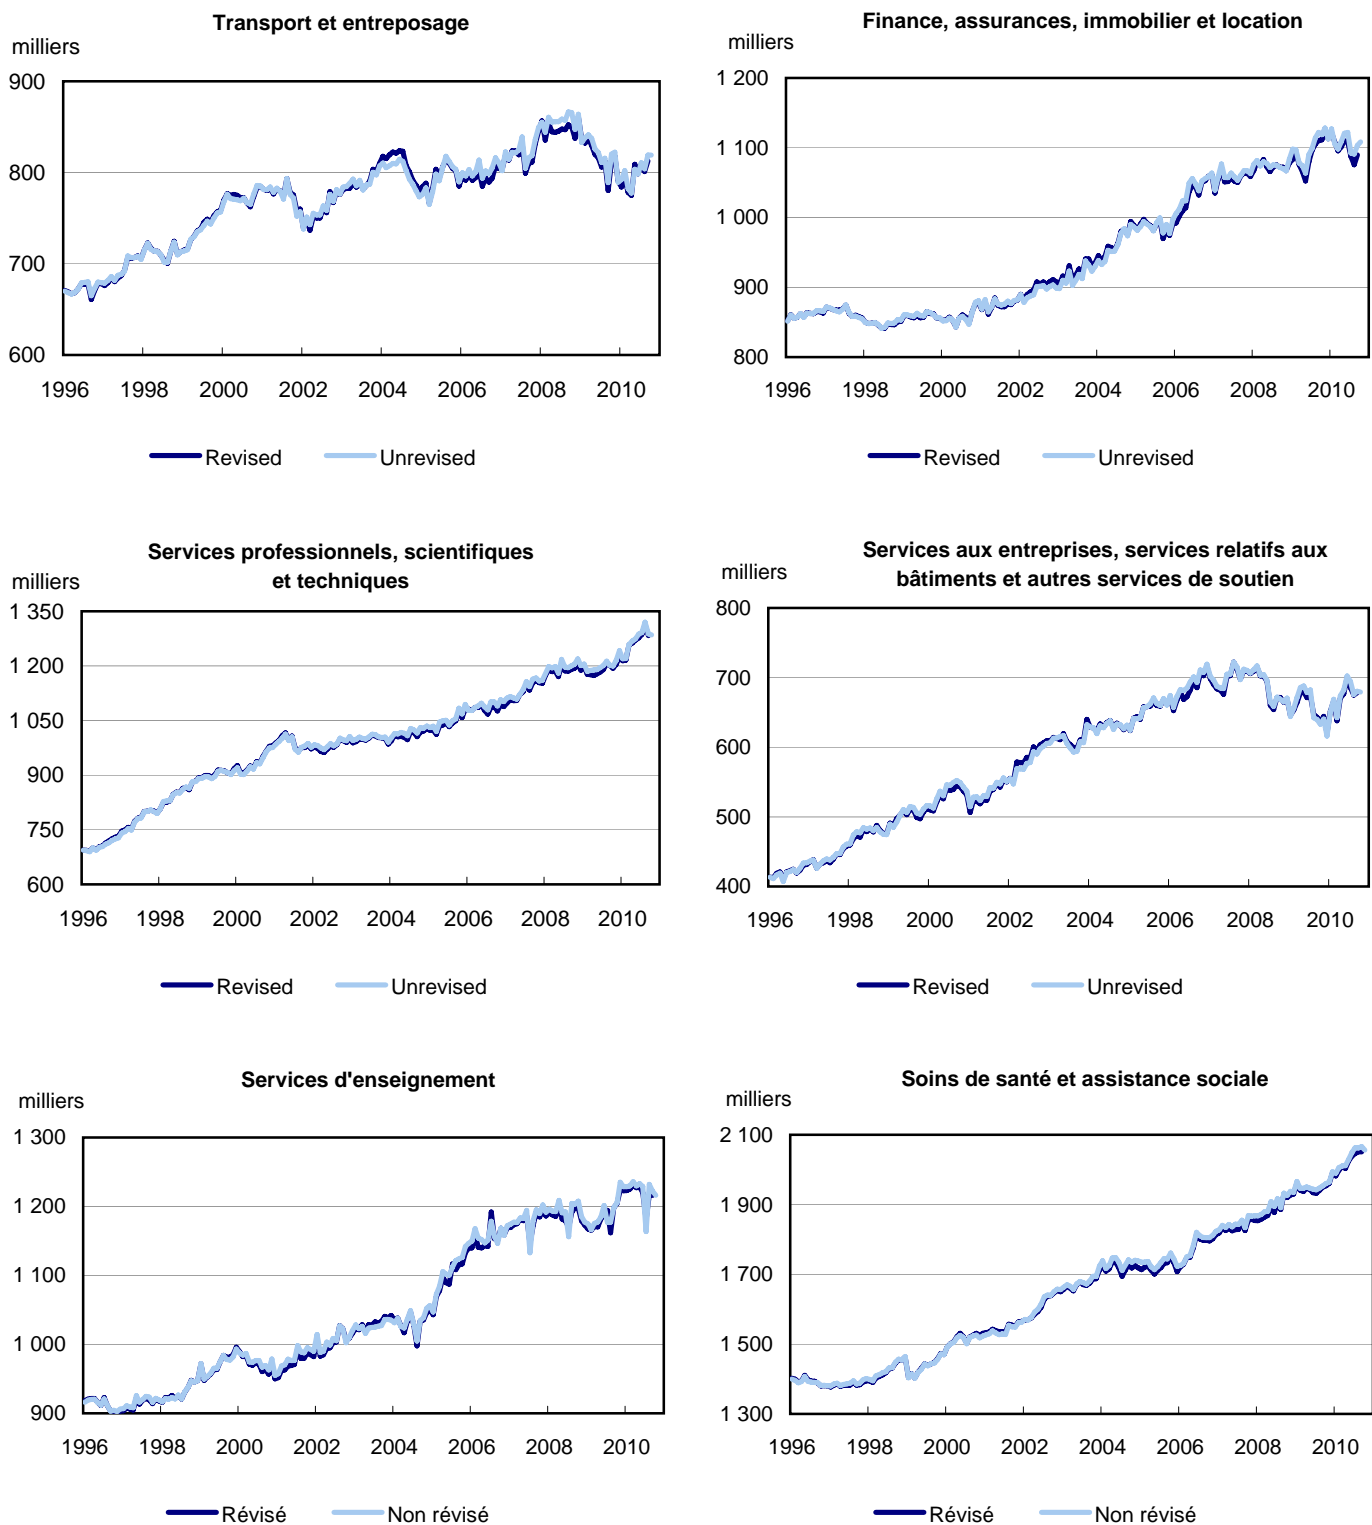 Transport et entreposage
milliers
900
800
700
600
1996 1998 2000 2002 2004 2006 2008 2010
Revised Unrevised
Finance, assurances, immobilier et location
milliers
1 200
1 100
1 000
900
800
1996 1998 2000 2002 2004 2006 2008 2010
Revised Unrevised
Services professionnels, scientifiques
et techniques
milliers
1 350
1 200
1 050
900
750
600
1996 1998 2000 2002 2004 2006 2008 2010
Revised Unrevised
Services aux entreprises, services relatifs aux
bâtiments et autres services de soutien
milliers
800
700
600
500
400
1996 1998 2000 2002 2004 2006 2008 2010
Revised Unrevised
Services d'enseignement
milliers
1 300
1 200
1 100
1 000
900
1996 1998 2000 2002 2004 2006 2008 2010
Révisé Non révisé
Soins de santé et assistance sociale
milliers
2 100
1 900
1 700
1 500
1 300
1996 1998 2000 2002 2004 2006 2008 2010
Révisé Non révisé